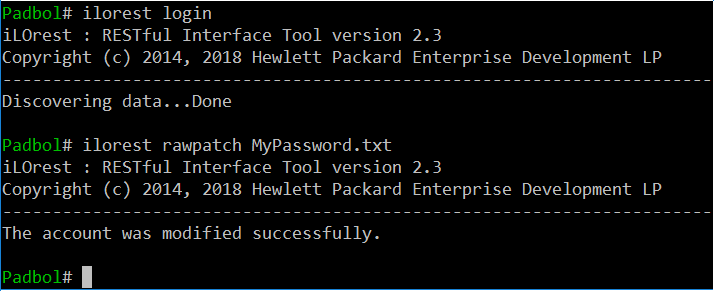 Padbol# ilorest login
iLOrest : RESTful Interface Tool version 2.3
Copyright (c) 2014, 2018 Hewlett Packard Enterprise Development LP
--------------------------------------------------------------------------------
Discovering data...Done
Padbol# ilorest rawpatch MyPassword.txt
iLOrest : RESTful Interface Tool version 2.3
Copyright (c) 2014, 2018 Hewlett Packard Enterprise Development LP
--------------------------------------------------------------------------------
The account was modified successfully.
Padbol#